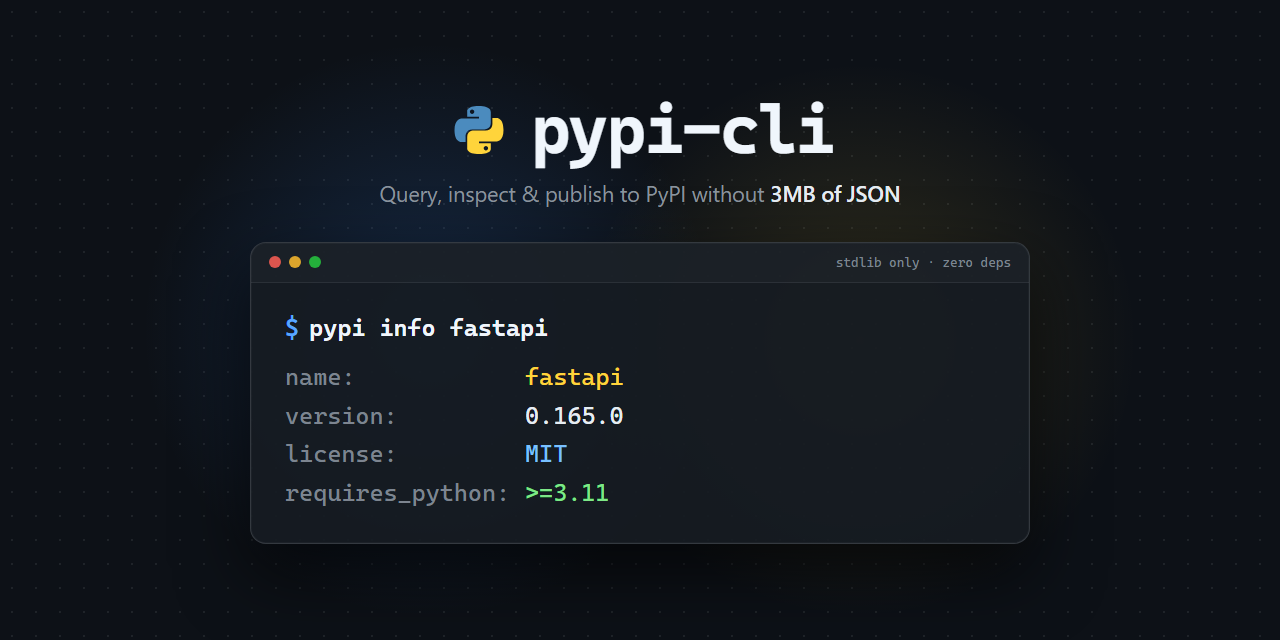 pypi-cli
Query, inspect & publish to PyPI without 3MB of JSON
stdlib only · zero deps
$ pypi info fastapi
name: fastapi
version: 0.165.0
license: MIT
requires_python: >=3.11